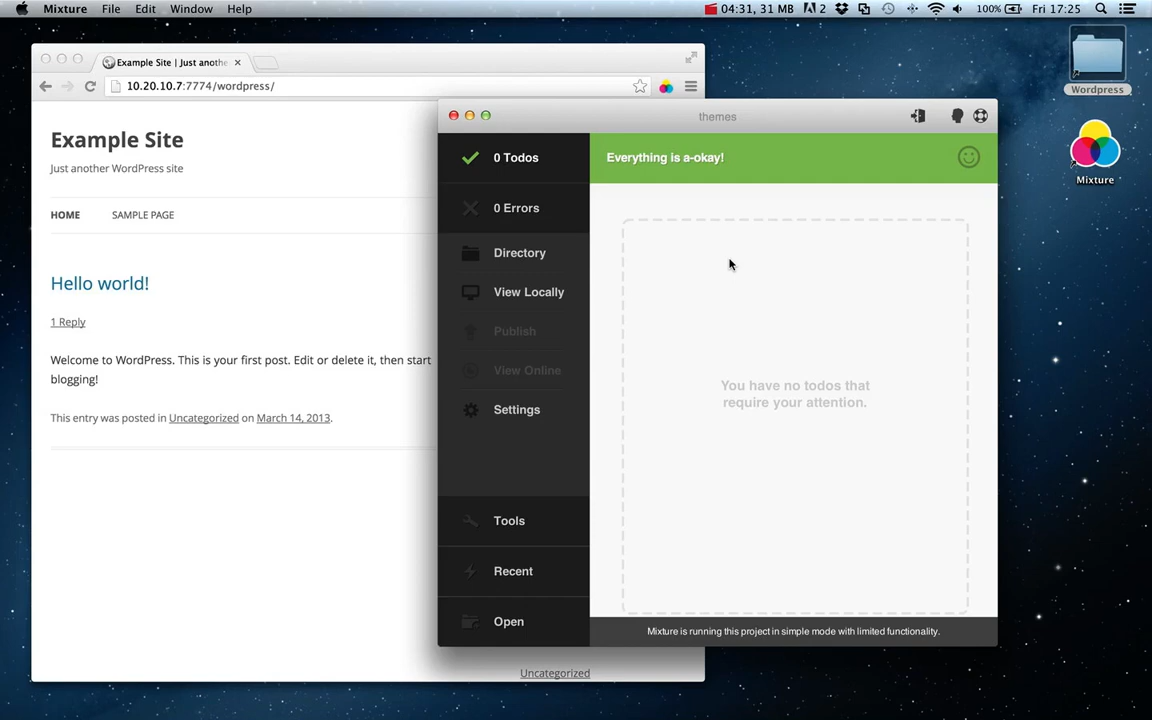 Mixture File Edit Window Help 04:31, 31 MB 2 100% Fri 17:25
Example Site | Just anothe
10.20.10.7:7774/wordpress/
Example Site
Just another WordPress site
HOME SAMPLE PAGE
Hello world!
1 Reply
Welcome to WordPress. This is your first post. Edit or delete it, then start
blogging!
This entry was posted in Uncategorized on March 14, 2013.
Uncategorized
themes
0 Todos
0 Errors
Directory
View Locally
Publish
View Online
Settings
Tools
Recent
Open
Everything is a-okay!
You have no todos that
require your attention.
Mixture is running this project in simple mode with limited functionality.
Wordpress
Mixture